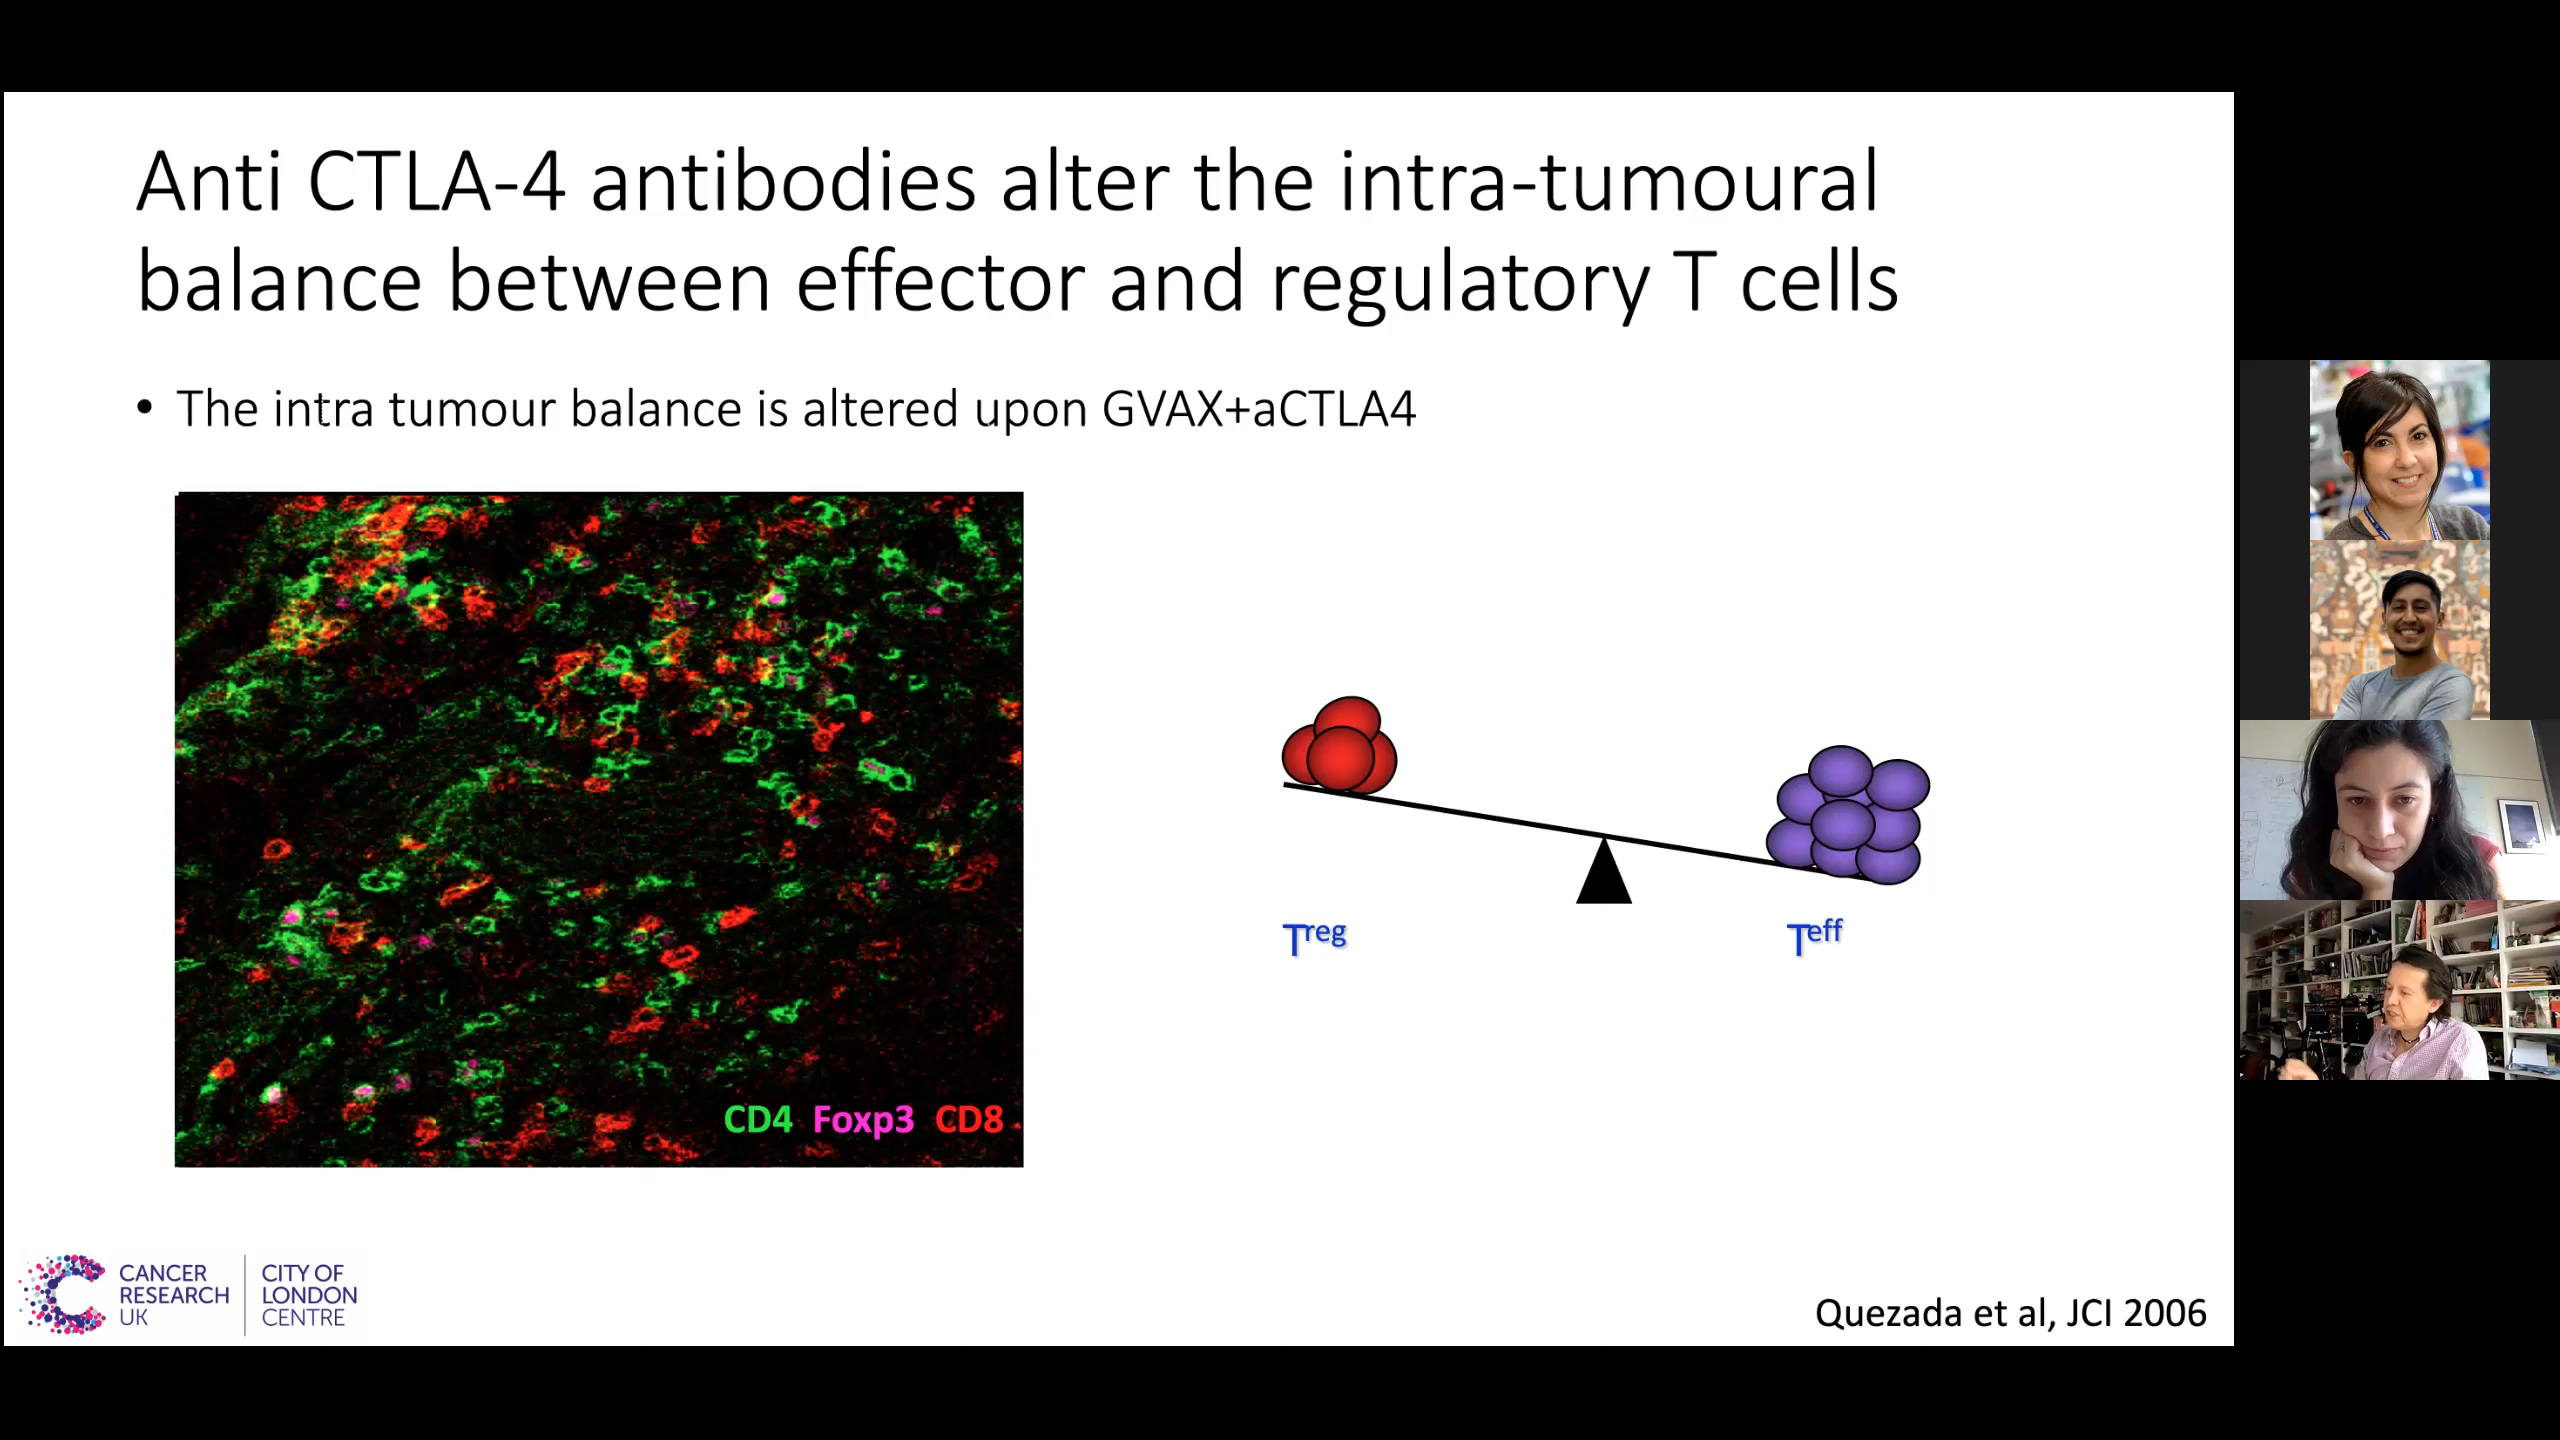 Anti CTLA-4 antibodies alter the intra-tumoural
balance between effector and regulatory T cells
• The intra tumour balance is altered upon GVAX+aCTLA4
Treg
Teff
CD4 Foxp3 CD8
CANCER
RESEARCH
UK
CITY OF
LONDON
CENTRE
Quezada et al, JCI 2006